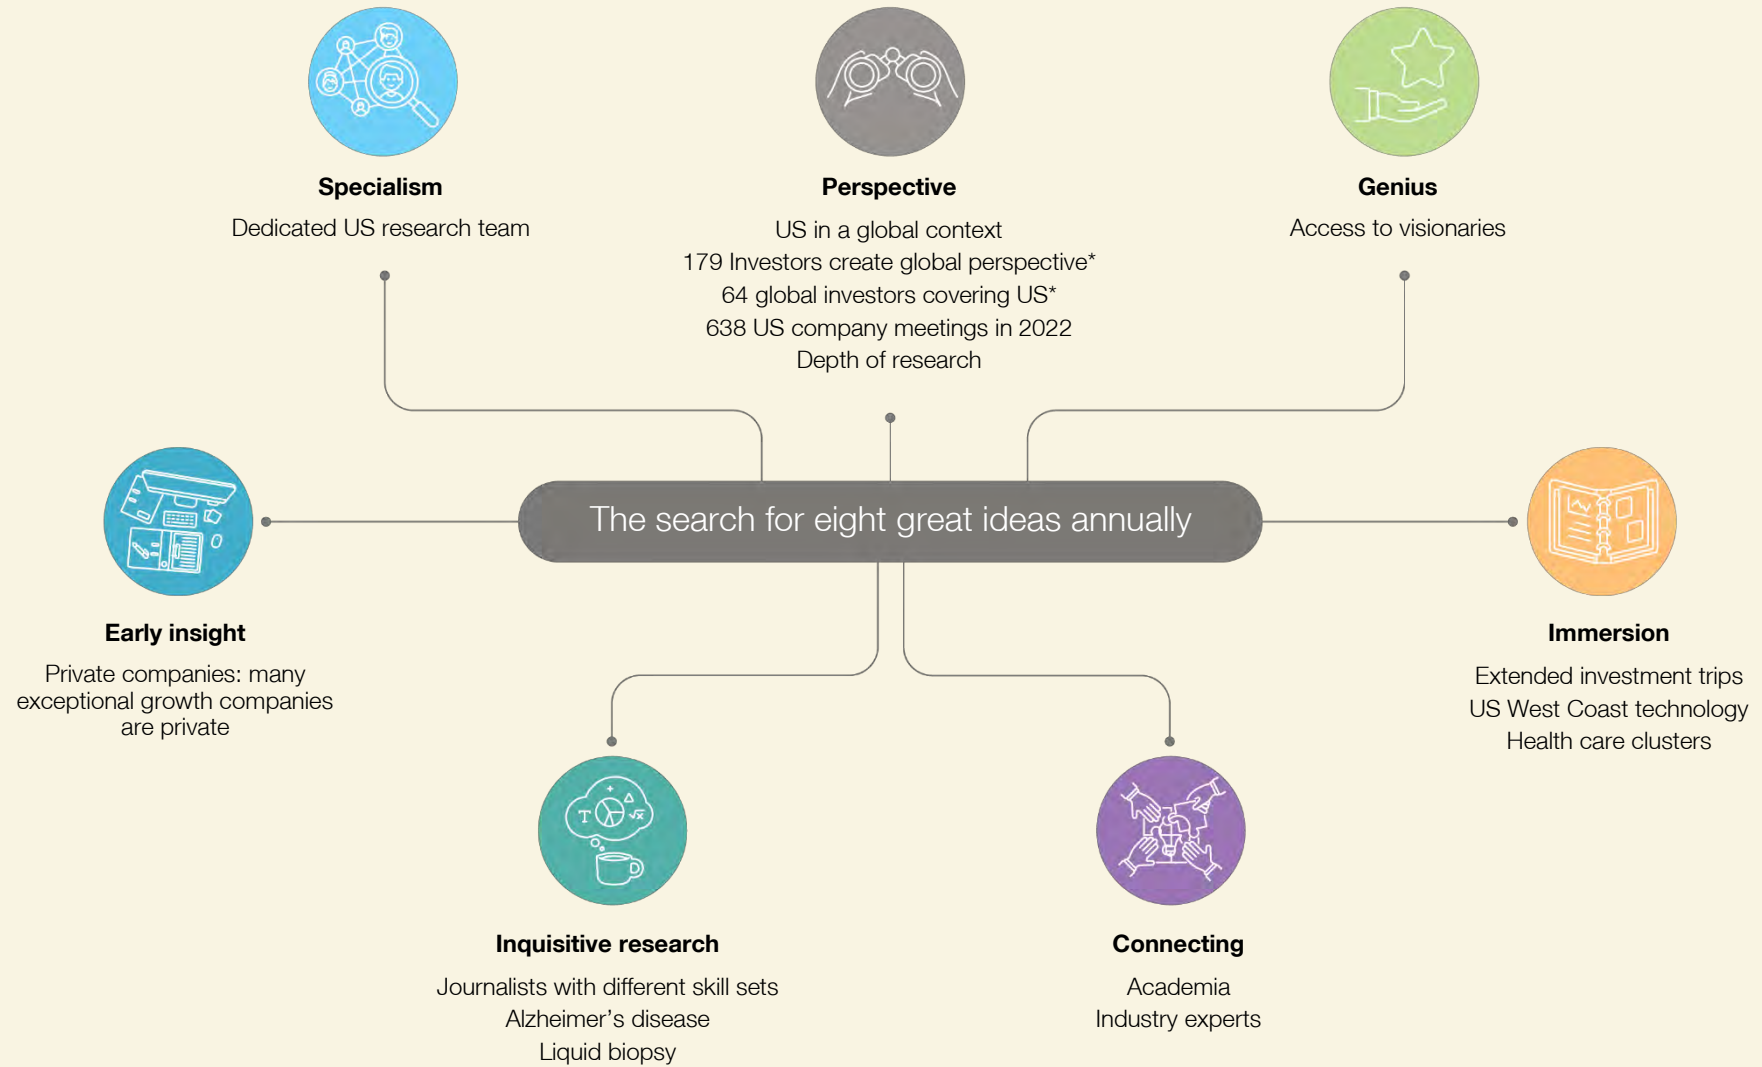 Specialism
Dedicated US research team
Perspective
US in a global context
179 Investors create global perspective*
64 global investors covering US*
638 US company meetings in 2022
Depth of research
Genius
Access to visionaries
The search for eight great ideas annually
Early insight
Private companies: many
exceptional growth companies
are private
Immersion
Extended investment trips
US West Coast technology
Health care clusters
T
+
√x
Inquisitive research
Journalists with different skill sets
Alzheimer’s disease
Liquid biopsy
Connecting
Academia
Industry experts